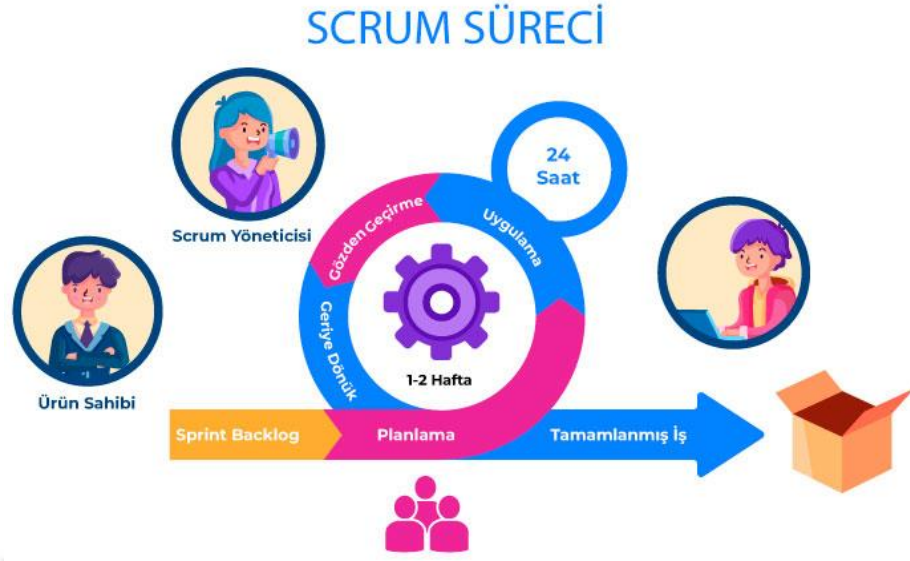 SCRUM SÜRECİ
24
Saat
Gözden Geçirme
Uygulama
Scrum Yöneticisi
Geriye Dönük
1-2 Hafta
Ürün Sahibi
Sprint Backlog
Planlama
Tamamlanmış İş